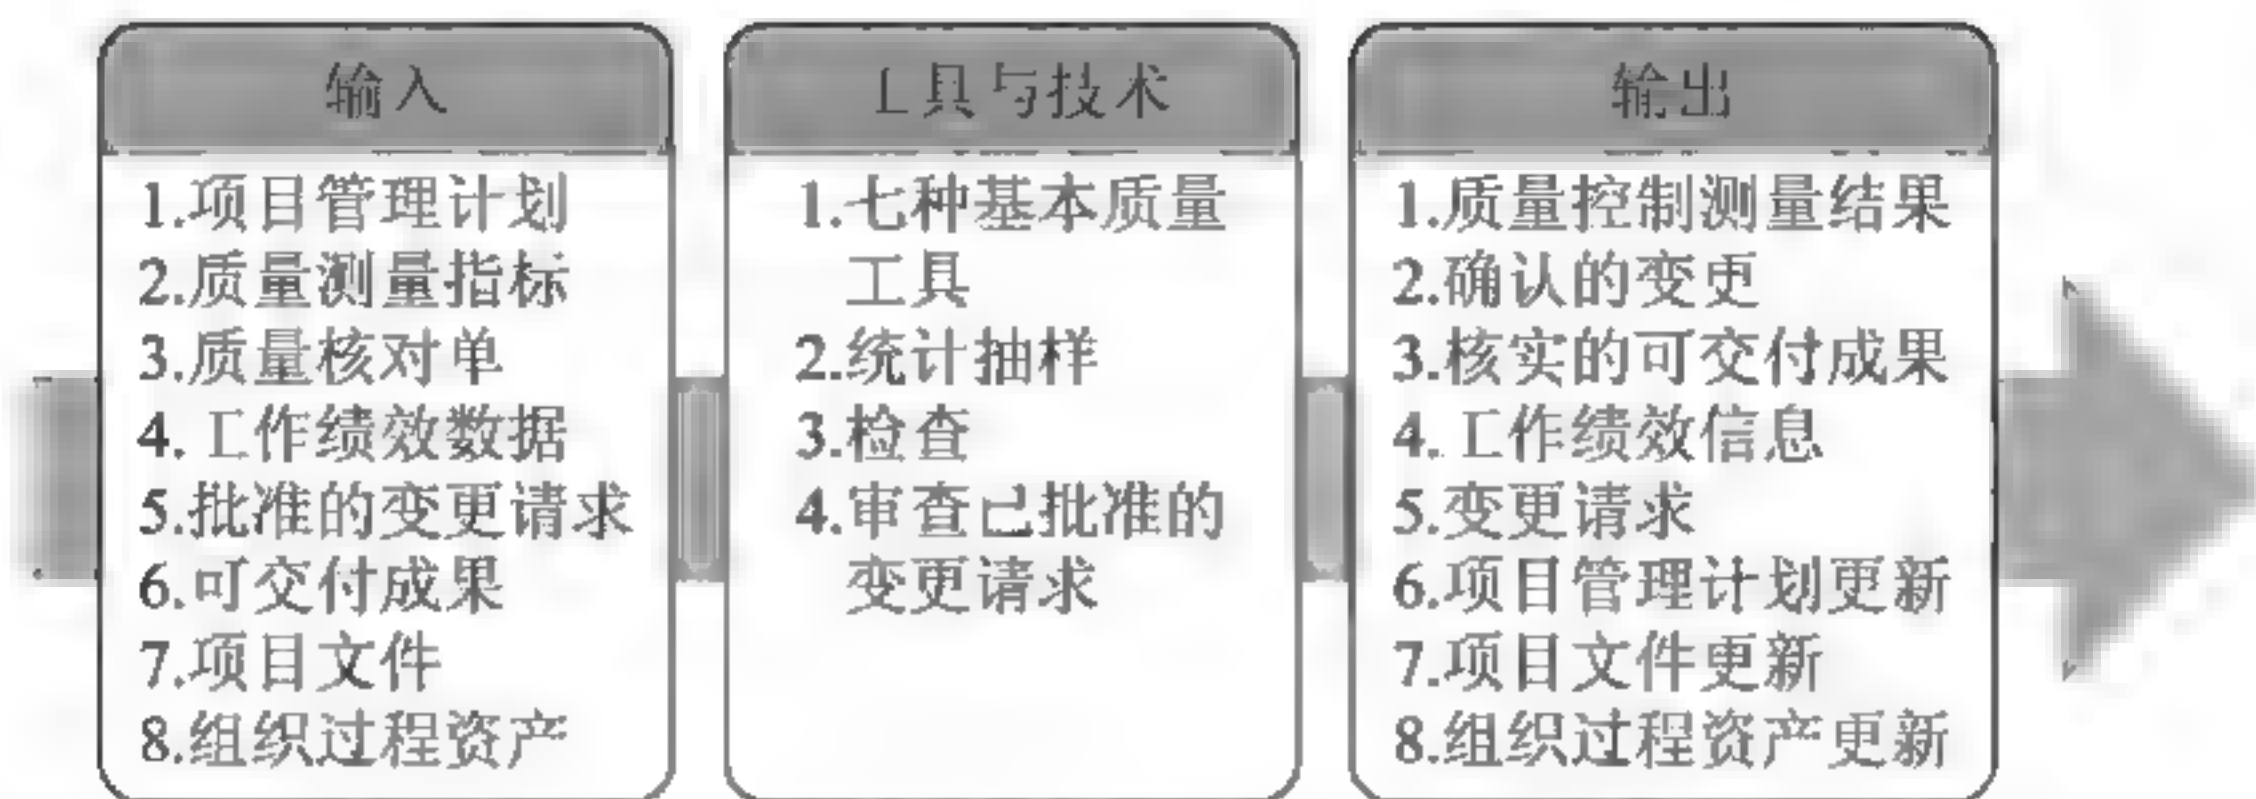 输入
1.项目管理计划
2.质量测量指标
3.质量核对单
4.工作绩效数据
5.批准的变更请求
6.可交付成果
7.项目文件
8.组织过程资产
工具与技术
1.七种基本质量
工具
2.统计抽样
3.检查
4.审查已批准的
变更请求
输出
1.质量控制测量结果
2.确认的变更
3.核实的可交付成果
4.工作绩效信息
5.变更请求
6.项目管理计划更新
7.项目文件更新
8.组织过程资产更新